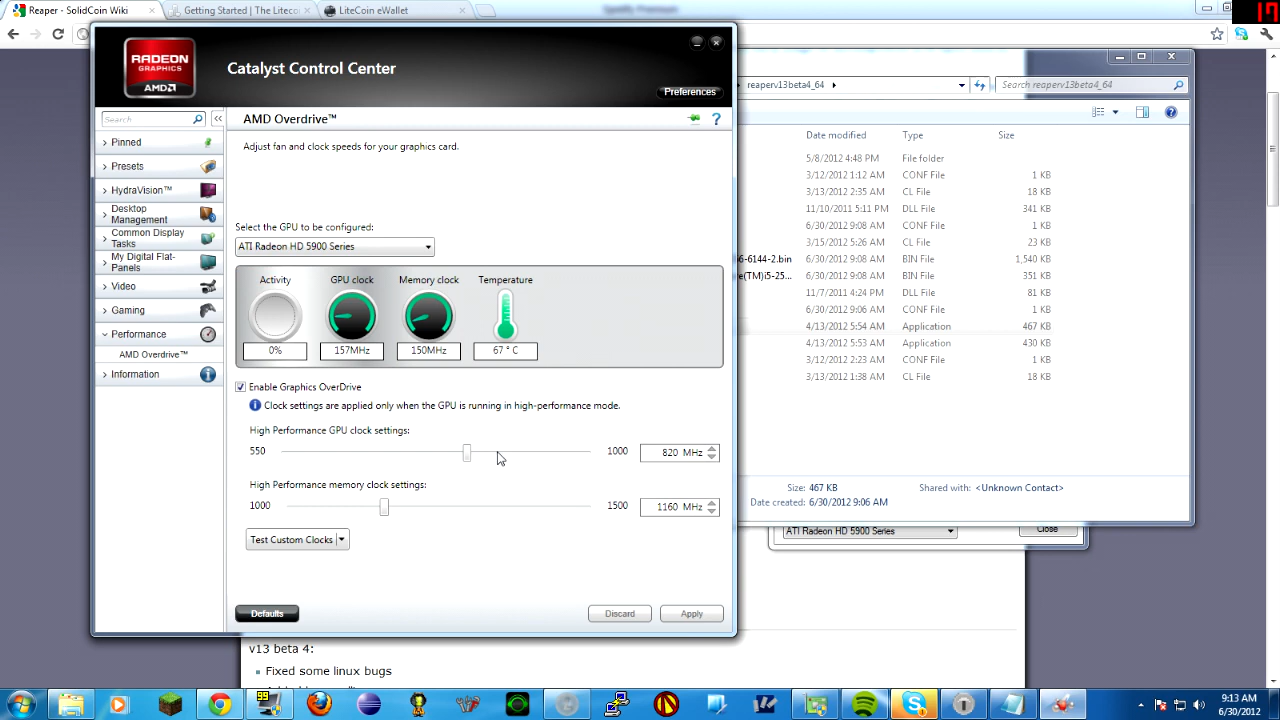 Reaper - SolidCoin Wiki
Getting Started | The Liteco
LiteCoin eWallet
17
RADEON
GRAPHICS
AMD
Catalyst Control Center
Preferences
Search
AMD Overdrive™
Pinned
Presets
HydraVision™
Desktop
Management
Common Display
Tasks
My Digital Flat-
Panels
Video
Gaming
Performance
AMD Overdrive™
Information
Adjust fan and clock speeds for your graphics card.
Select the GPU to be configured:
ATI Radeon HD 5900 Series
Activity
GPU clock
Memory clock
Temperature
0%
157MHz
150MHz
67 ° C
Enable Graphics OverDrive
Clock settings are applied only when the GPU is running in high-performance mode.
High Performance GPU clock settings:
550
1000
820 MHz
High Performance memory clock settings:
1000
1500
1160 MHz
Test Custom Clocks
Defaults
Discard
Apply
reaperv13beta4_64
Search reaperv13beta4_64
Date modified Type Size
5/8/2012 4:48 PM File folder
3/12/2012 1:12 AM CONF File 1 KB
3/13/2012 2:35 AM CL File 18 KB
11/10/2011 5:11 PM DLL File 341 KB
6/30/2012 9:08 AM CONF File 1 KB
3/15/2012 5:26 AM CL File 23 KB
6-6144-2.bin 6/30/2012 9:08 AM BIN File 1,540 KB
e(TM)i5-25... 6/30/2012 9:08 AM BIN File 351 KB
11/7/2011 4:24 PM DLL File 81 KB
6/30/2012 9:06 AM CONF File 1 KB
4/13/2012 5:54 AM Application 467 KB
4/13/2012 5:53 AM Application 430 KB
3/12/2012 2:23 AM CONF File 1 KB
3/13/2012 1:38 AM CL File 18 KB
Size: 467 KB
Shared with: <Unknown Contact>
Date created: 6/30/2012 9:06 AM
ATI Radeon HD 5900 Series
Close
v13 beta 4:
Fixed some linux bugs
99
9:13 AM
6/30/2012